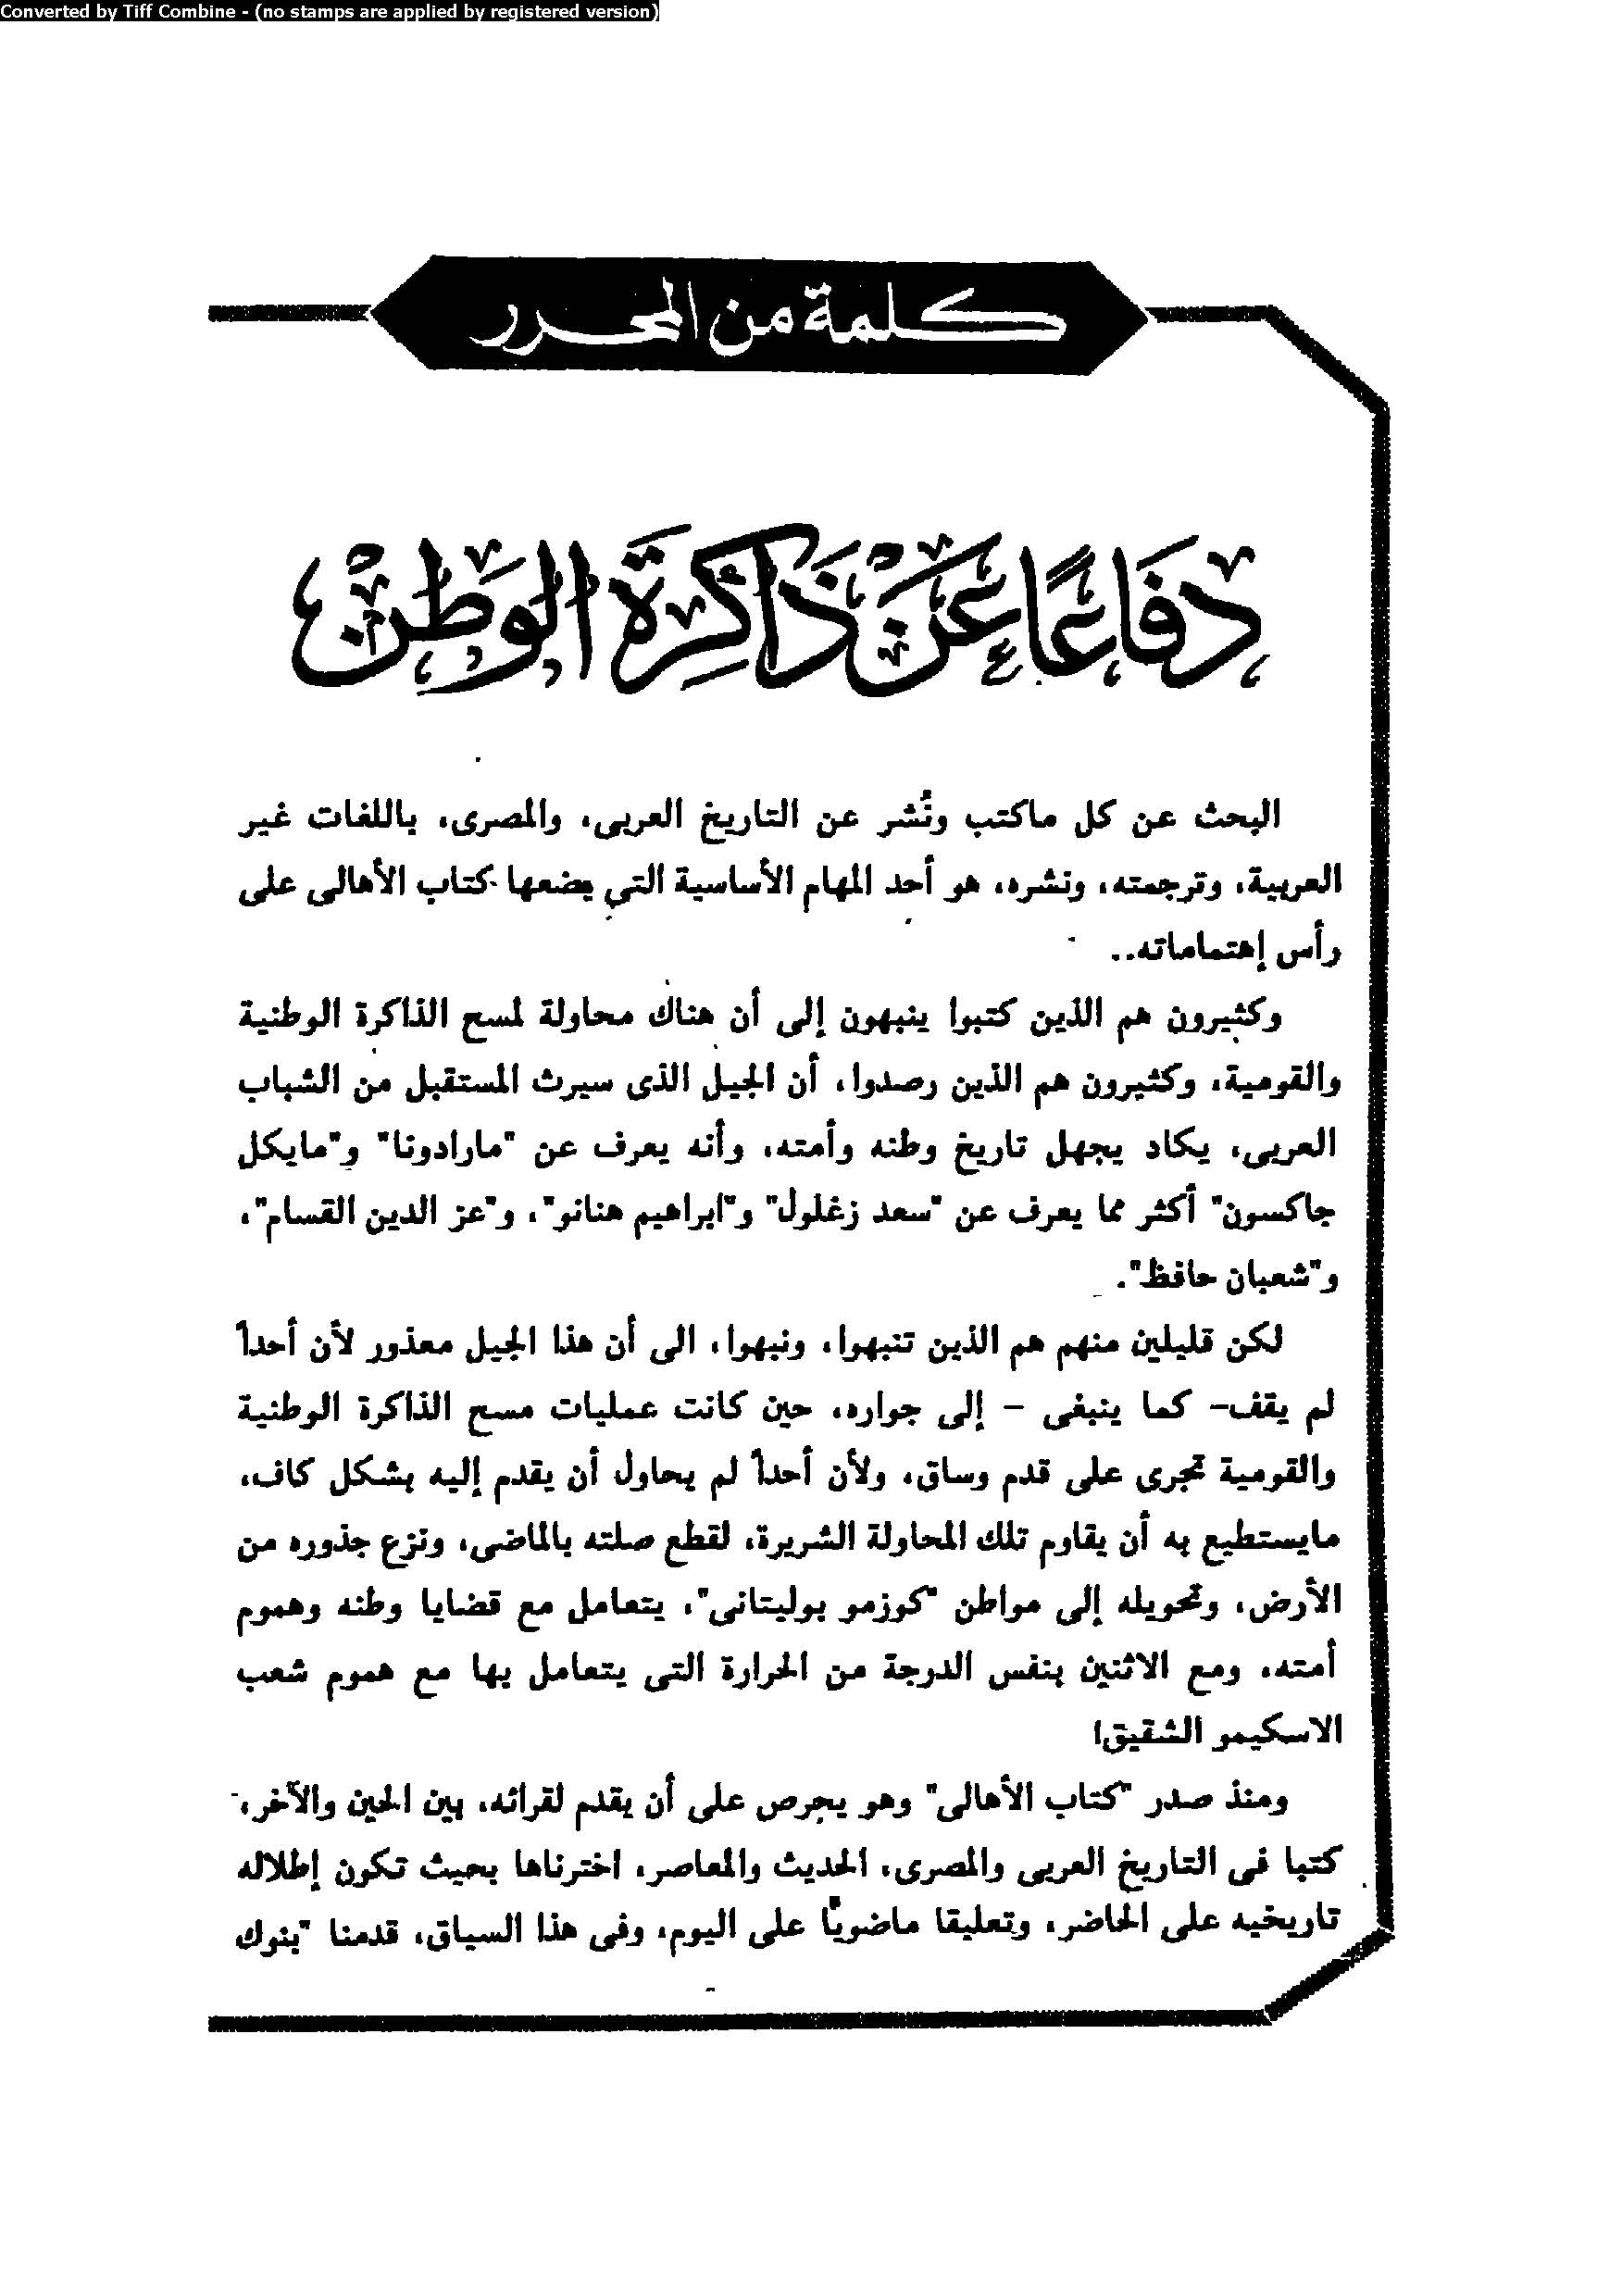 Converted by Tiff Combine - (no stamps are applied by registered version)
كلمة من المحرر
دفاعًا عن ذاكرة الوطن
البحث عن كل ماكتب ونُشر عن التاريخ العربى، والمصرى، باللغات غير
العربية، وترجمته، ونشره، هو أحد المهام الأساسية التي يضعها كتاب الأهالى على
رأس إهتماماته..
وكثيرون هم الذين كتبوا ينبهون إلى أن هناك محاولة لمسح الذاكرة الوطنية
والقومية، وكثيرون هم الذين رصدوا، أن الجيل الذى سيرث المستقبل من الشباب
العربى، يكاد يجهل تاريخ وطنه وأمته، وأنه يعرف عن "مارادونا" و"مايكل
جاكسون" أكثر مما يعرف عن "سعد زغلول" و"ابراهيم هنانو"، و"عز الدين القسام"،
و"شعبان حافظ".
لكن قليلين منهم هم الذين تنبهوا، ونبهوا، الى أن هذا الجيل معذور لأن أحداً
لم يقف- كما ينبغى - إلى جواره، حين كانت عمليات مسح الذاكرة الوطنية
والقومية تجرى على قدم وساق، ولأن أحداً لم يحاول أن يقدم إليه بشكل كاف،
مايستطيع به أن يقاوم تلك المحاولة الشريرة، لقطع صلته بالماضى، ونزع جذوره من
الأرض، وتحويله إلى مواطن "كوزمو بوليتانى"، يتعامل مع قضايا وطنه وهموم
أمته، ومع الاثنين بنفس الدرجة من الحرارة التى يتعامل بها مع هموم شعب
الاسكيمو الشقيق!
ومنذ صدر "كتاب الأهالى" وهو يحرص على أن يقدم لقرائه، بين الحين والآخر،
كتبا فى التاريخ العربى والمصرى، الحديث والمعاصر، اخترناها بحيث تكون إطلاله
تاريخيه على الحاضر، وتعليقا ماضوياً على اليوم، وفى هذا السياق، قدمنا "بنوك